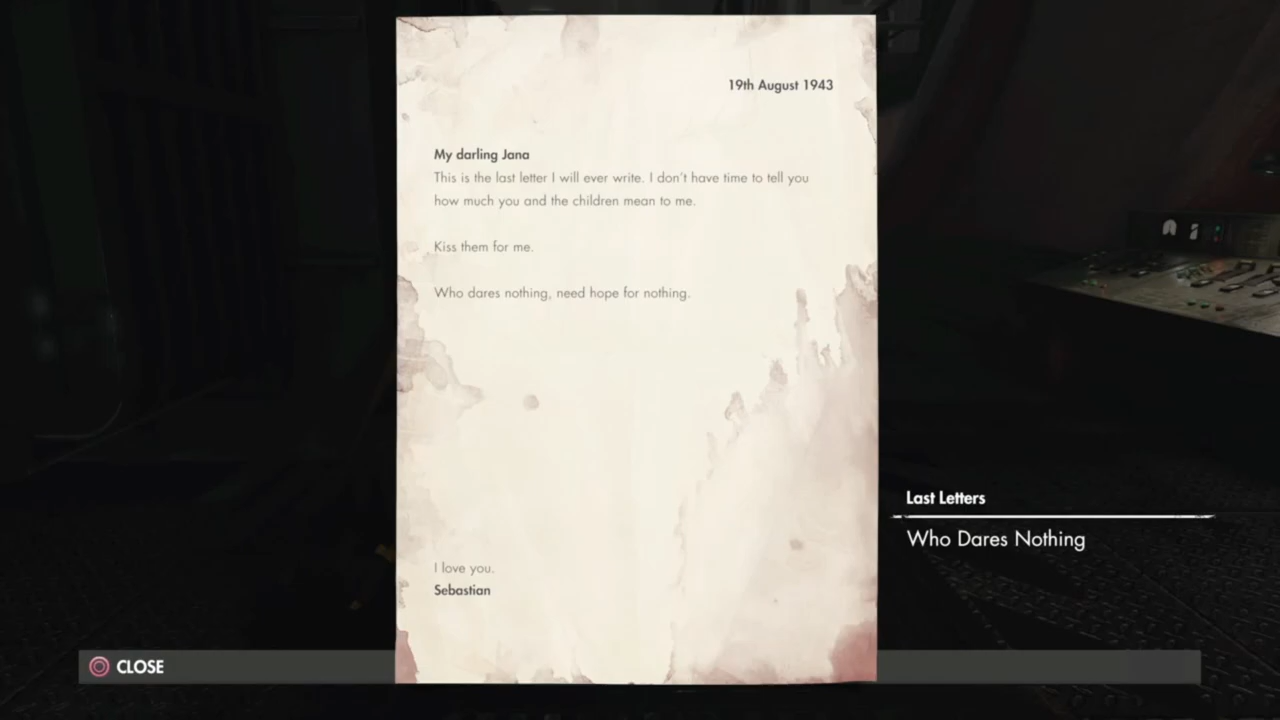 19th August 1943
My darling Jana
This is the last letter I will ever write. I don't have time to tell you
how much you and the children mean to me.
Kiss them for me.
Who dares nothing, need hope for nothing.
I love you.
Sebastian
Last Letters
Who Dares Nothing
CLOSE